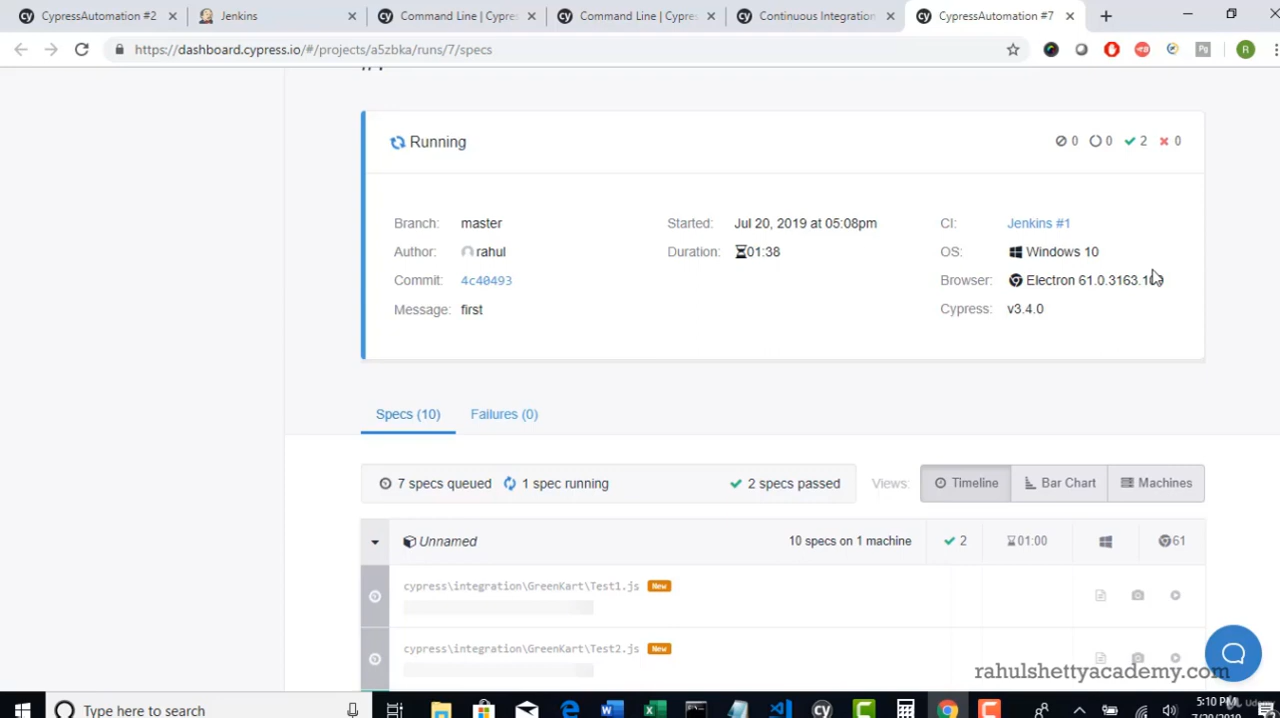 CypressAutomation #2
Jenkins
Command Line | Cypre
Command Line | Cypre
Continuous Integration
CypressAutomation #7
https://dashboard.cypress.io/#/projects/a5zbka/runs/7/specs
R
Running
0 0 2 0
Branch: master
Author: rahul
Commit: 4c40493
Message: first
Started: Jul 20, 2019 at 05:08pm
Duration: 01:38
CI: Jenkins #1
OS: Windows 10
Browser: Electron 61.0.3163.100
Cypress: v3.4.0
Specs (10) Failures (0)
7 specs queued 1 spec running 2 specs passed Views: Timeline Bar Chart Machines
Unnamed 10 specs on 1 machine 2 01:00 61
cypress\integration\GreenKart\Test1.js New
cypress\integration\GreenKart\Test2.js New
rahulshettyacademy.com
Type here to search
5:10 PM